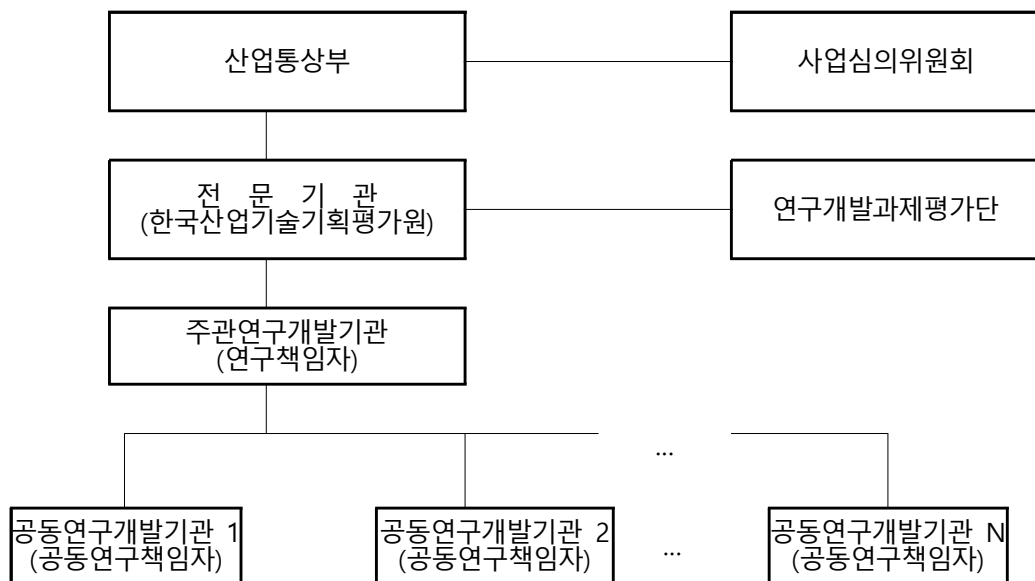 산업통상부
사업심의위원회
전 문 기 관
(한국산업기술기획평가원)
연구개발과제평가단
주관연구개발기관
(연구책임자)
...
공동연구개발기관 1
(공동연구책임자)
공동연구개발기관 2
(공동연구책임자)
...
공동연구개발기관 N
(공동연구책임자)